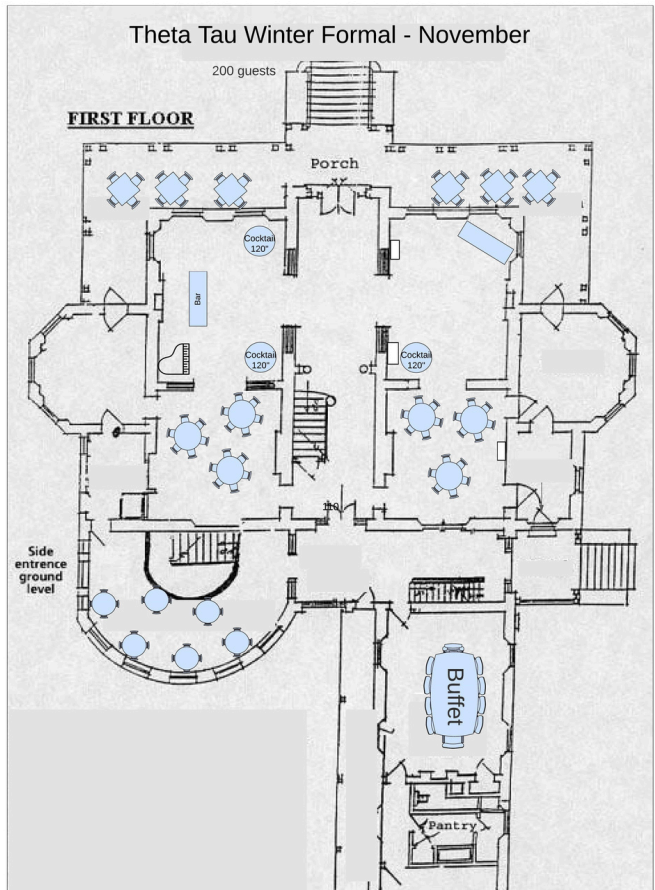 Theta Tau Winter Formal - November
200 guests
FIRST FLOOR
Porch
Cocktail
120"
Bar
Cocktail
120"
Cocktail
120"
Side
entrence
ground
level
Buffet
Pantry